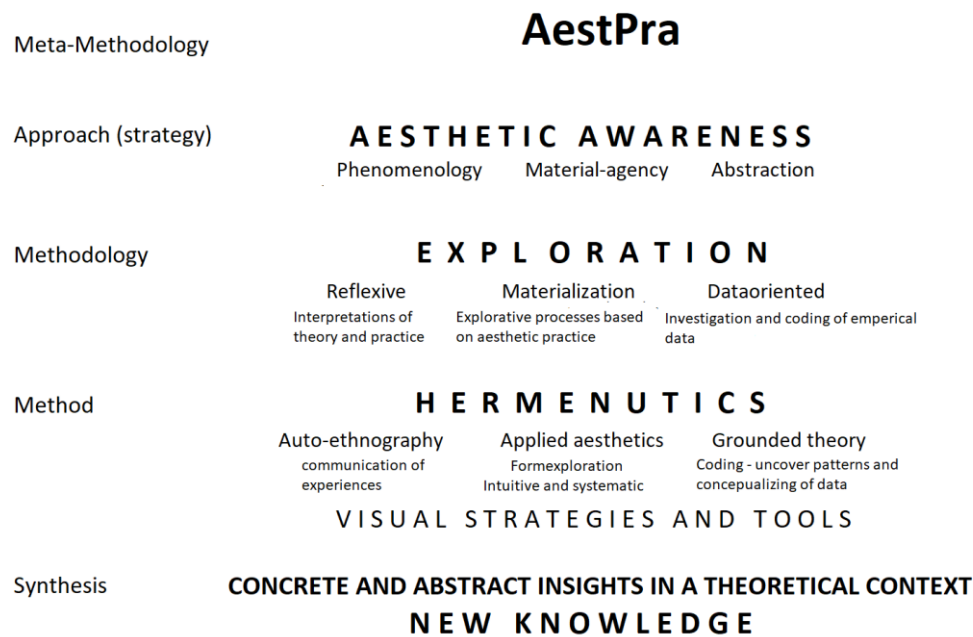 Meta-Methodology
AestPra
Approach (strategy)
AESTHETIC AWARENESS
Phenomenology Material-agency Abstraction
Methodology
EXPLORATION
Reflexive Materialization Dataoriented
Interpretations of Explorative processes based Investigation and coding of emperical
theory and practice on aesthetic practice data
Method
HERMENUTICS
Auto-ethnography Applied aesthetics Grounded theory
communication of Formexploration Coding - uncover patterns and
experiences Intuitive and systematic concepualizing of data
VISUAL STRATEGIES AND TOOLS
Synthesis
CONCRETE AND ABSTRACT INSIGHTS IN A THEORETICAL CONTEXT
NEW KNOWLEDGE